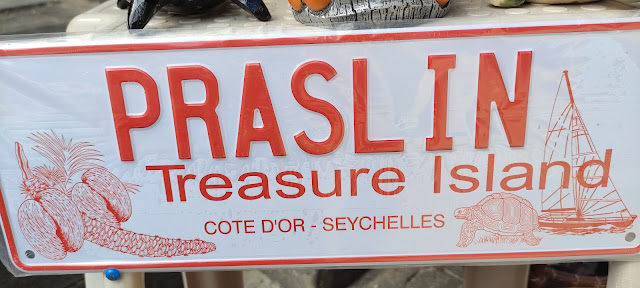 PRASLIN
Treasure Island
COTE D'OR - SEYCHELLES